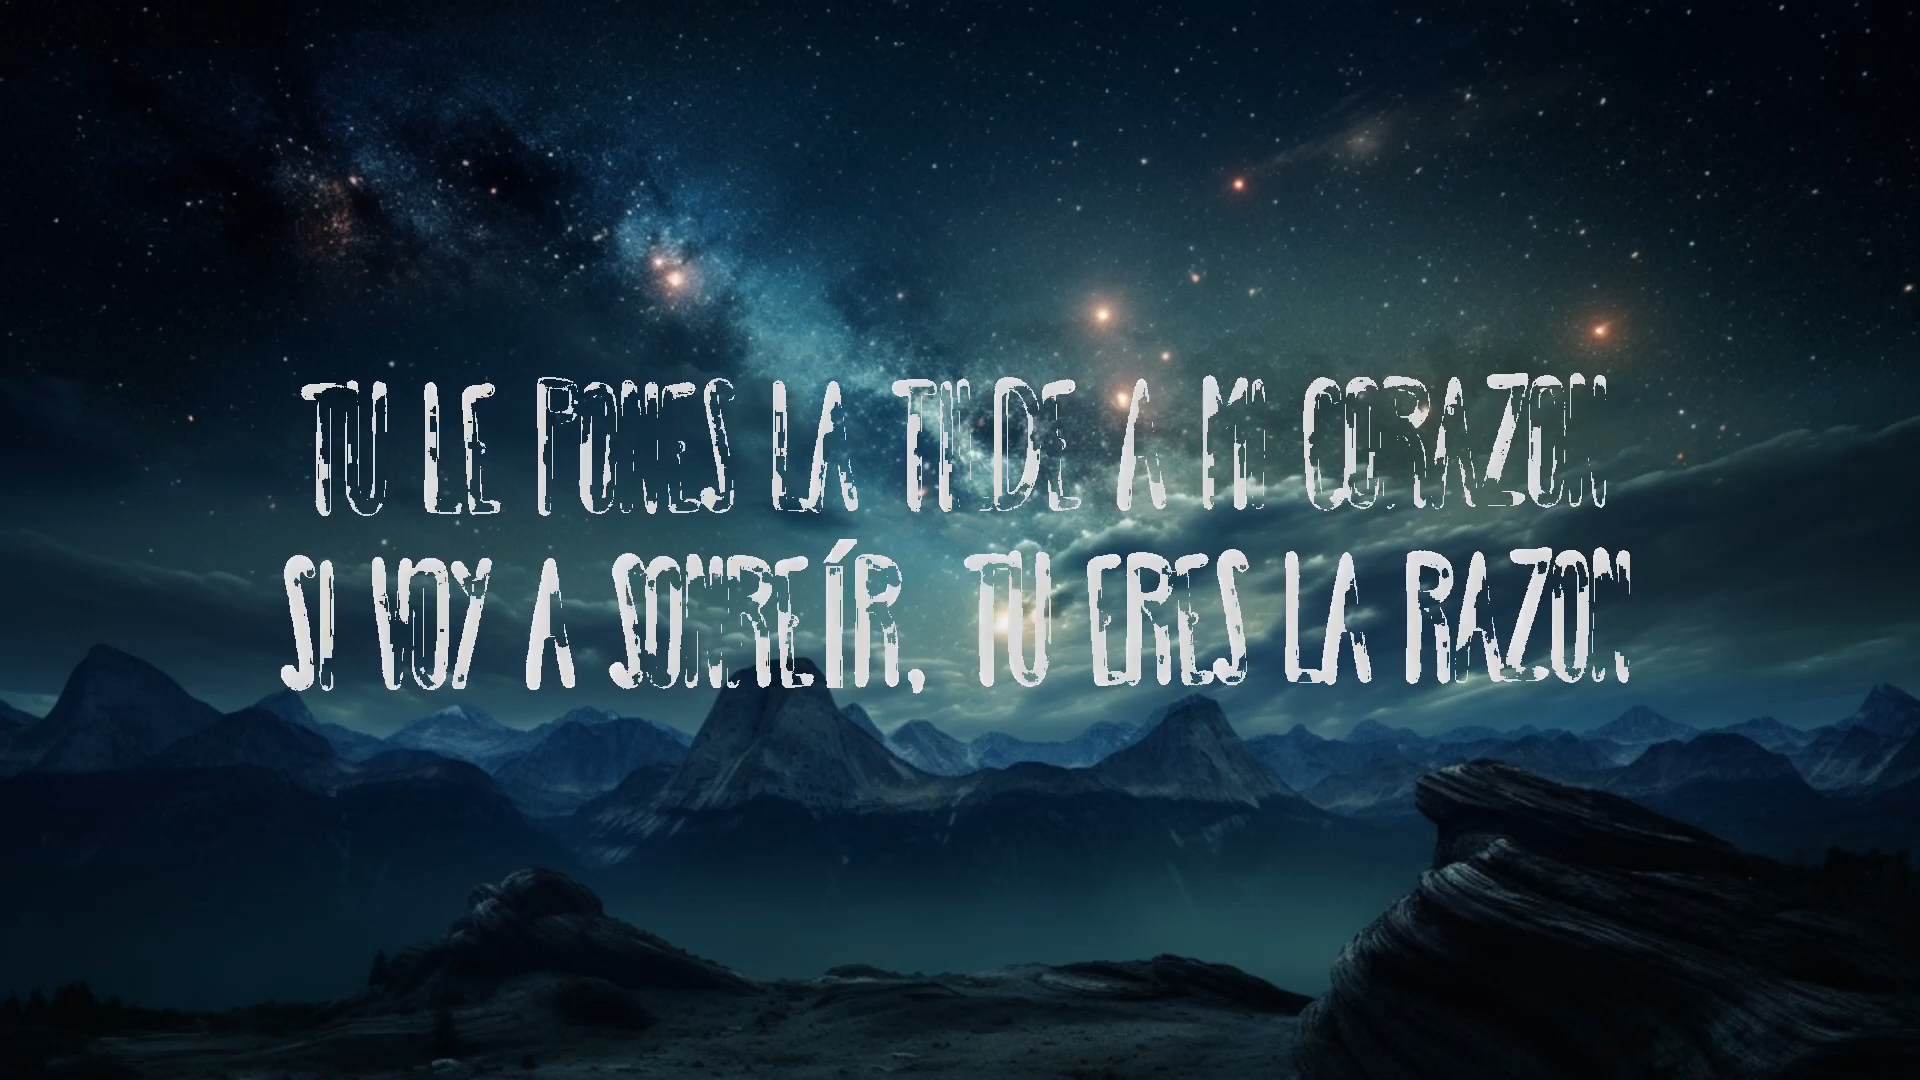 TU LE PONES LA TILDE A MI CORAZON
SI VOY A SONREÍR, TU ERES LA RAZON